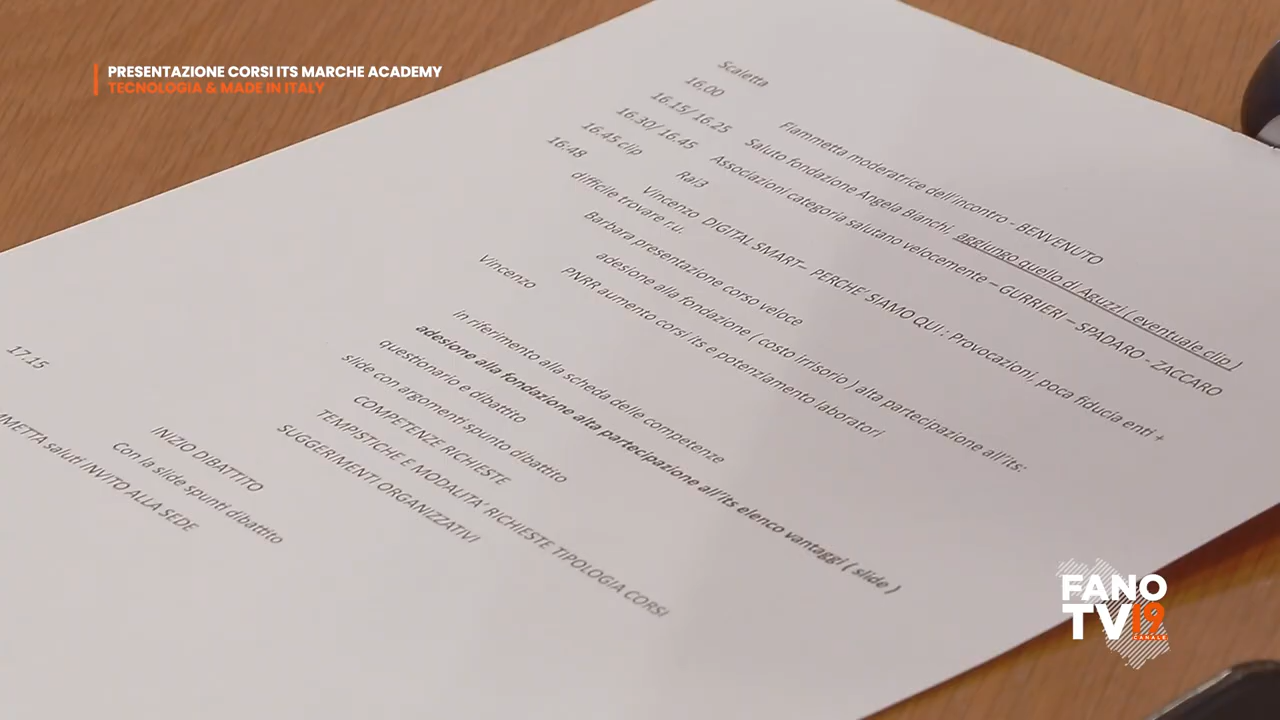 PRESENTAZIONE CORSI ITS MARCHE ACADEMY
TECNOLOGIA & MADE IN ITALY
Scaletta
16,00 Fiammetta moderatrice dell'incontro - BENVENUTO
16.15/ 16.25 Saluto fondazione Angela Bianchi, aggiungo quello di Aguzzi ( eventuale clip )
16.30/ 16.45 Associazioni categoria salutano velocemente – GURRIERI – SPADARO - ZACCARO
16:45 clip Rai3
16:48 Vincenzo DIGITAL SMART– PERCHE' SIAMO QUI : Provocazioni, poca fiducia enti +
difficile trovare r.u.
Barbara presentazione corso veloce
adesione alla fondazione ( costo irrisorio ) alta partecipazione all'its:
PNRR aumento corsi its e potenziamento laboratori
Vincenzo
In riferimento alla scheda delle competenze
adesione alla fondazione alta partecipazione all'its elenco vantaggi ( slide )
questionario e dibattito
slide con argomenti spunto dibattito
COMPETENZE RICHIESTE
TEMPISTICHE E MODALITA' RICHIESTE TIPOLOGIA CORSI
SUGGERIMENTI ORGANIZZATIVI
17.15 INIZIO DIBATTITO
Con la slide spunti dibattito
METTA saluti INVITO ALLA SEDE
FANO
TV 19
CANALE